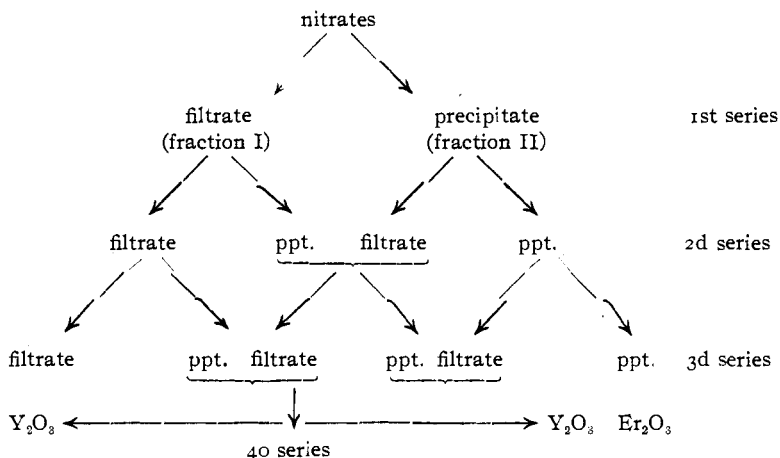 nitrates
filtrate precipitate 1st series
(fraction I) (fraction II)
filtrate ppt. filtrate ppt. 2d series
filtrate ppt. filtrate ppt. filtrate ppt. 3d series
Y₂O₃ Y₂O₃ Er₂O₃
40 series